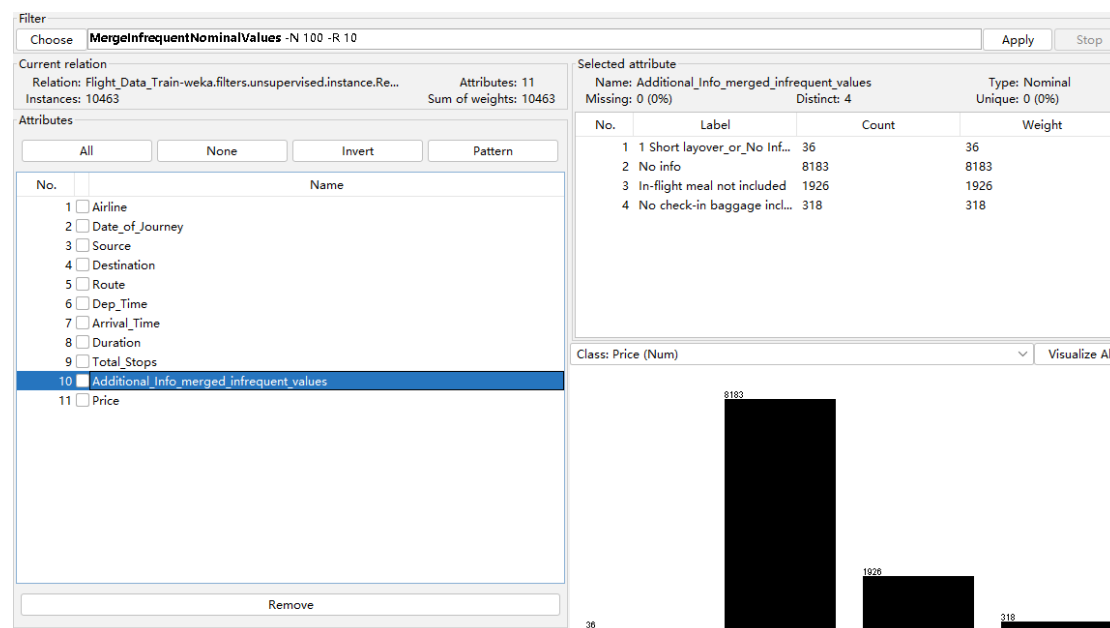 Filter
Choose MergeInfrequentNominalValues -N 100 -R 10 Apply Stop
Current relation
Relation: Flight_Data_Train-weka.filters.unsupervised.instance.Re... Attributes: 11
Instances: 10463 Sum of weights: 10463
Attributes
All None Invert Pattern
No. Name
1 Airline
2 Date_of_Journey
3 Source
4 Destination
5 Route
6 Dep_Time
7 Arrival_Time
8 Duration
9 Total_Stops
10 Additional_Info_merged_infrequent_values
11 Price
Remove
Selected attribute
Name: Additional_Info_merged_infrequent_values Type: Nominal
Missing: 0 (0%) Distinct: 4 Unique: 0 (0%)
No. Label Count Weight
1 1 Short layover_or_No Inf... 36 36
2 No info 8183 8183
3 In-flight meal not included 1926 1926
4 No check-in baggage incl... 318 318
Class: Price (Num) Visualize Al
8183
1926
318
36